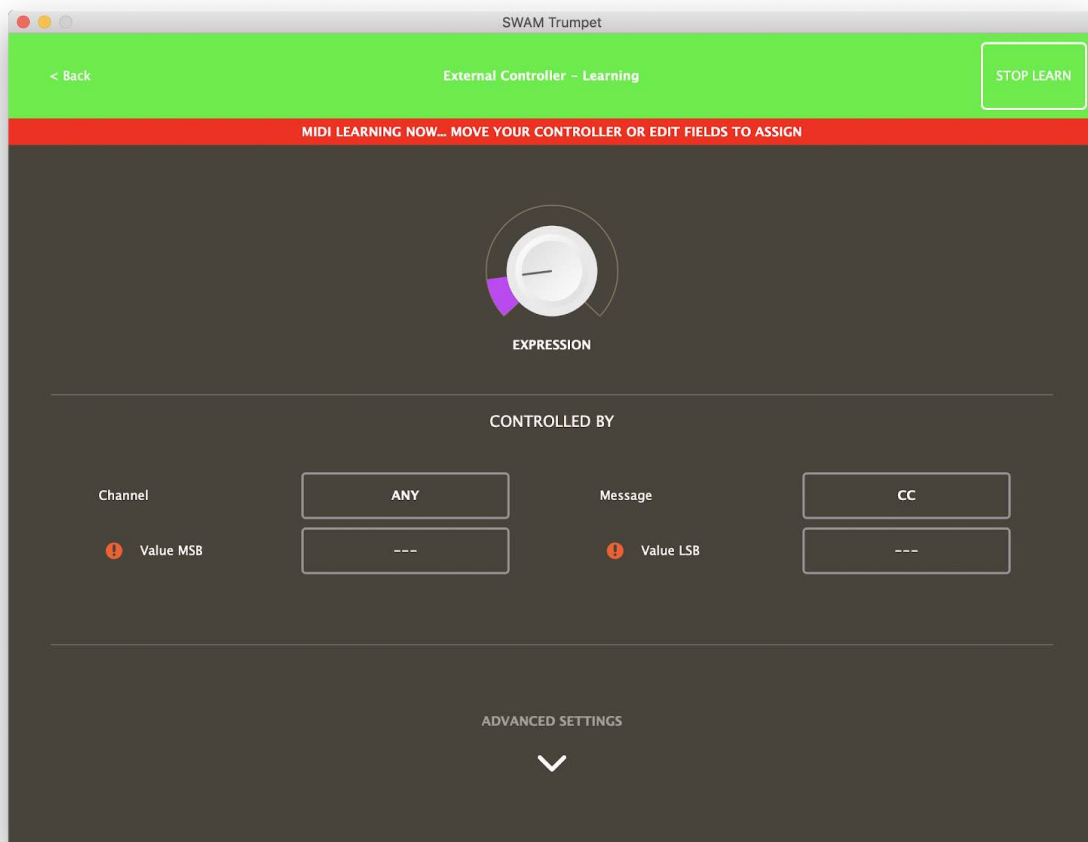 SWAM Trumpet
< Back
External Controller – Learning
STOP LEARN
MIDI LEARNING NOW... MOVE YOUR CONTROLLER OR EDIT FIELDS TO ASSIGN
EXPRESSION
CONTROLLED BY
Channel
ANY
Message
CC
! Value MSB
---
! Value LSB
---
ADVANCED SETTINGS